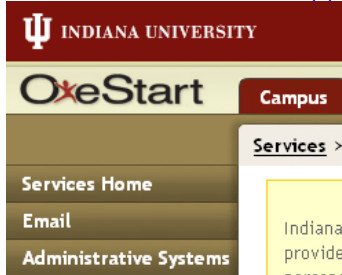 INDIANA UNIVERSITY
OneStart
Campus
Services >
Services Home
Email
Administrative Systems
Indiana
provide